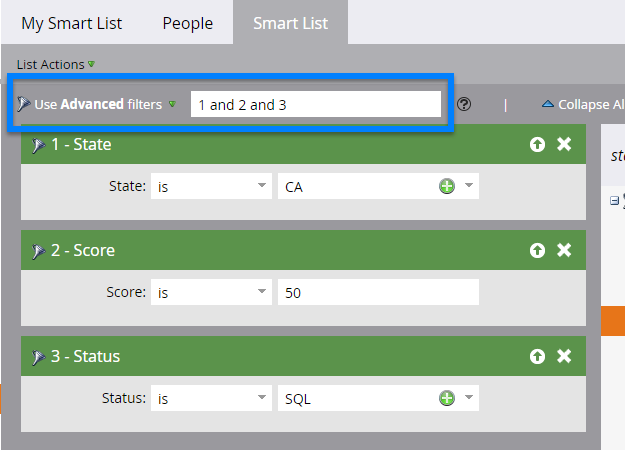 My Smart List People Smart List
List Actions
Use Advanced filters 1 and 2 and 3 ? | Collapse Al
1 - State
State: is CA
2 - Score
Score: is 50
3 - Status
Status: is SQL